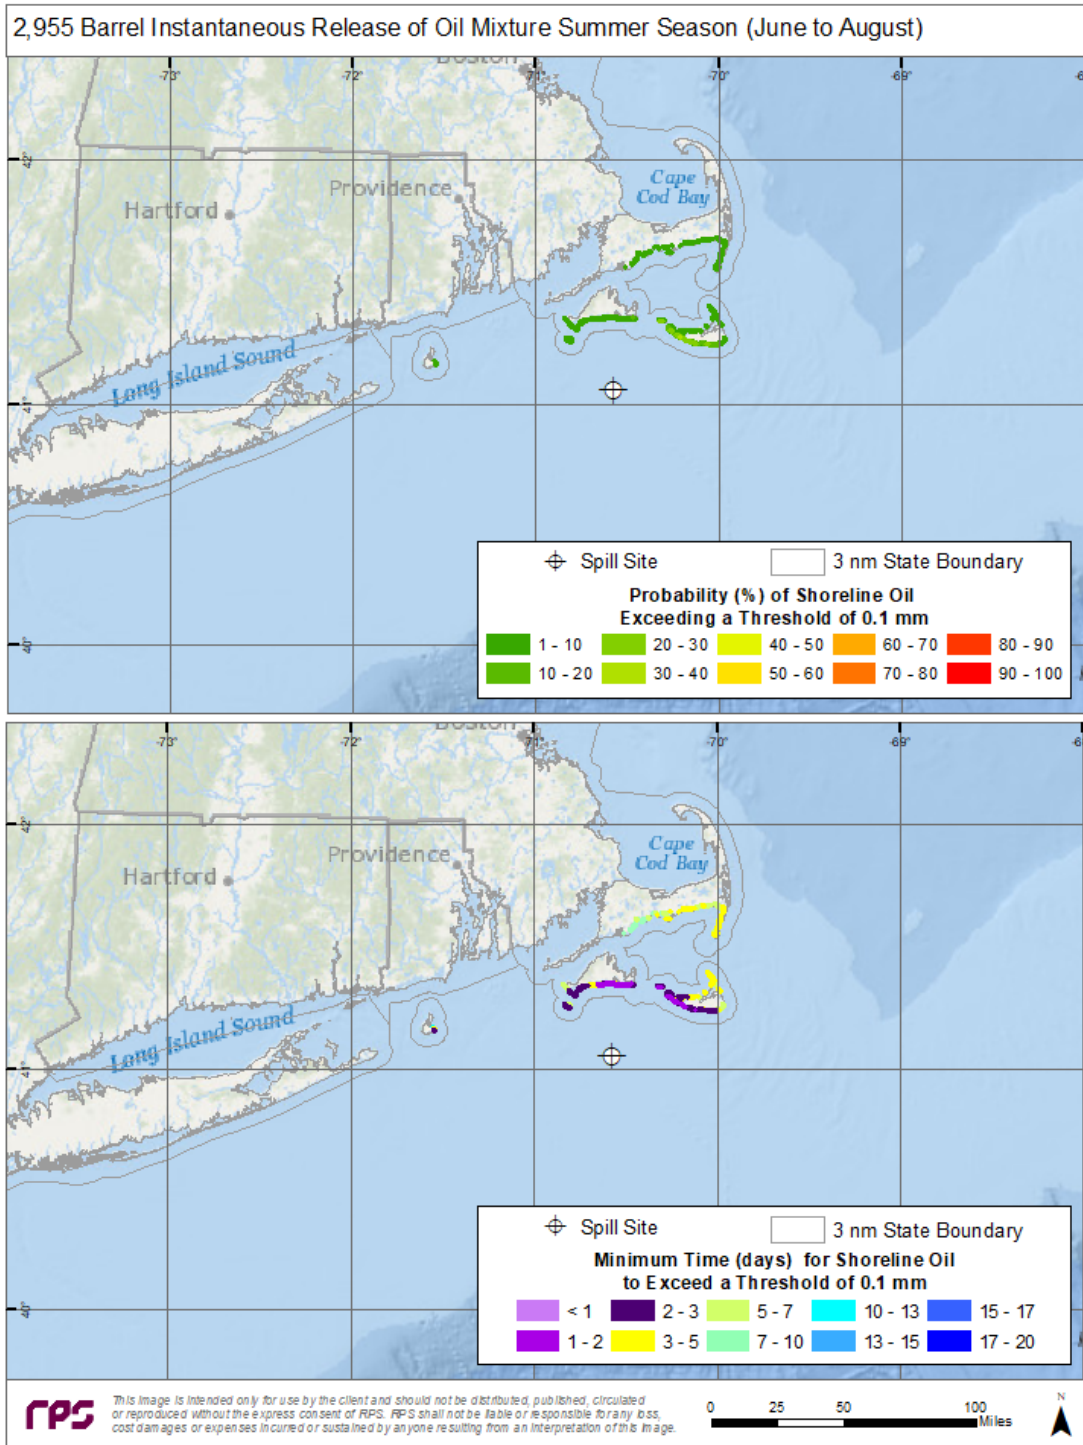 2,955 Barrel Instantaneous Release of Oil Mixture Summer Season (June to August)
Boston
-73° -72° -71° -70° -69°
42°
Cape
Cod Bay
Providence
Hartford
Long Island Sound
41°
40°
Spill Site 3 nm State Boundary
Probability (%) of Shoreline Oil
Exceeding a Threshold of 0.1 mm
1 - 10 20 - 30 40 - 50 60 - 70 80 - 90
10 - 20 30 - 40 50 - 60 70 - 80 90 - 100
Boston
-73° -72° -71° -70° -69°
42°
Cape
Cod Bay
Providence
Hartford
Long Island Sound
41°
40°
Spill Site 3 nm State Boundary
Minimum Time (days) for Shoreline Oil
to Exceed a Threshold of 0.1 mm
< 1 2 - 3 5 - 7 10 - 13 15 - 17
1 - 2 3 - 5 7 - 10 13 - 15 17 - 20
rps
This image is intended only for use by the client and should not be distributed, published, circulated
or reproduced without the express consent of RPS. RPS shall not be liable or responsible for any loss,
cost damages or expenses incurred or sustained by anyone resulting from an interpretation of this image.
0 25 50 100
Miles
N